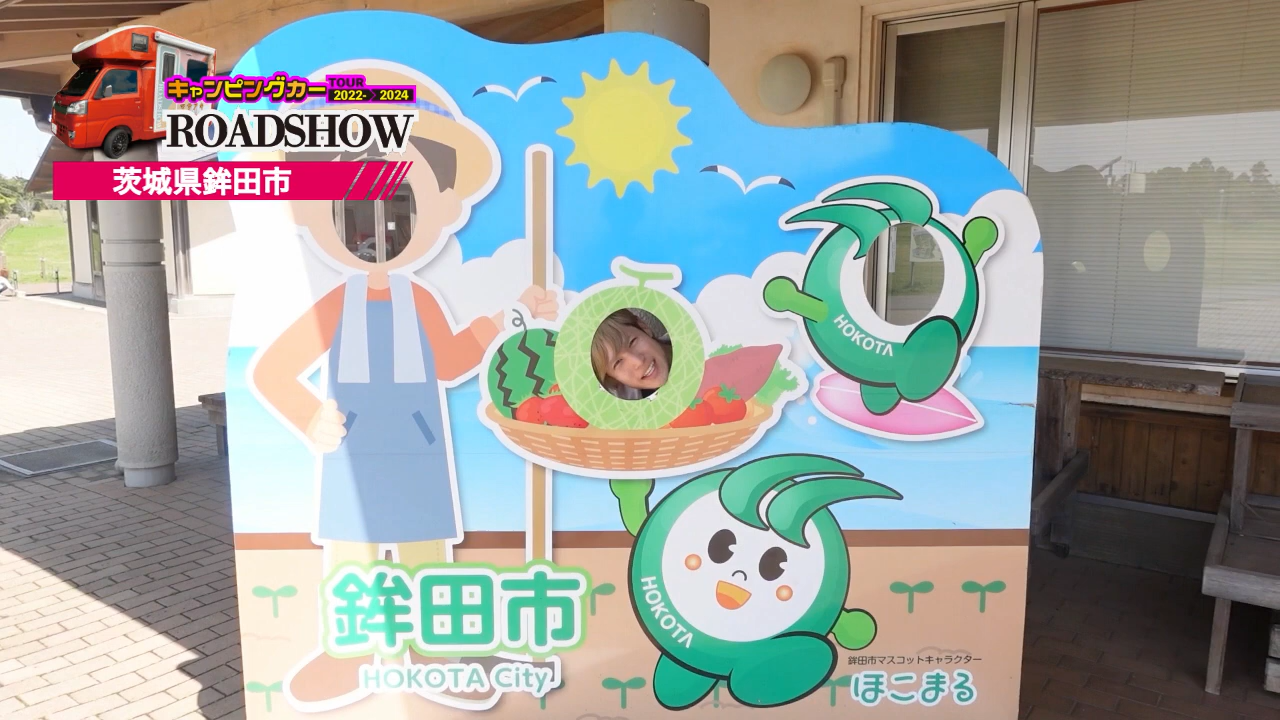 キャンピングカー
TOUR
2022-
2024
ROADSHOW
茨城県鉾田市
HOKOTA
HOKOTA
鉾田市
HOKOTA City
鉾田市マスコットキャラクター
ほこまる